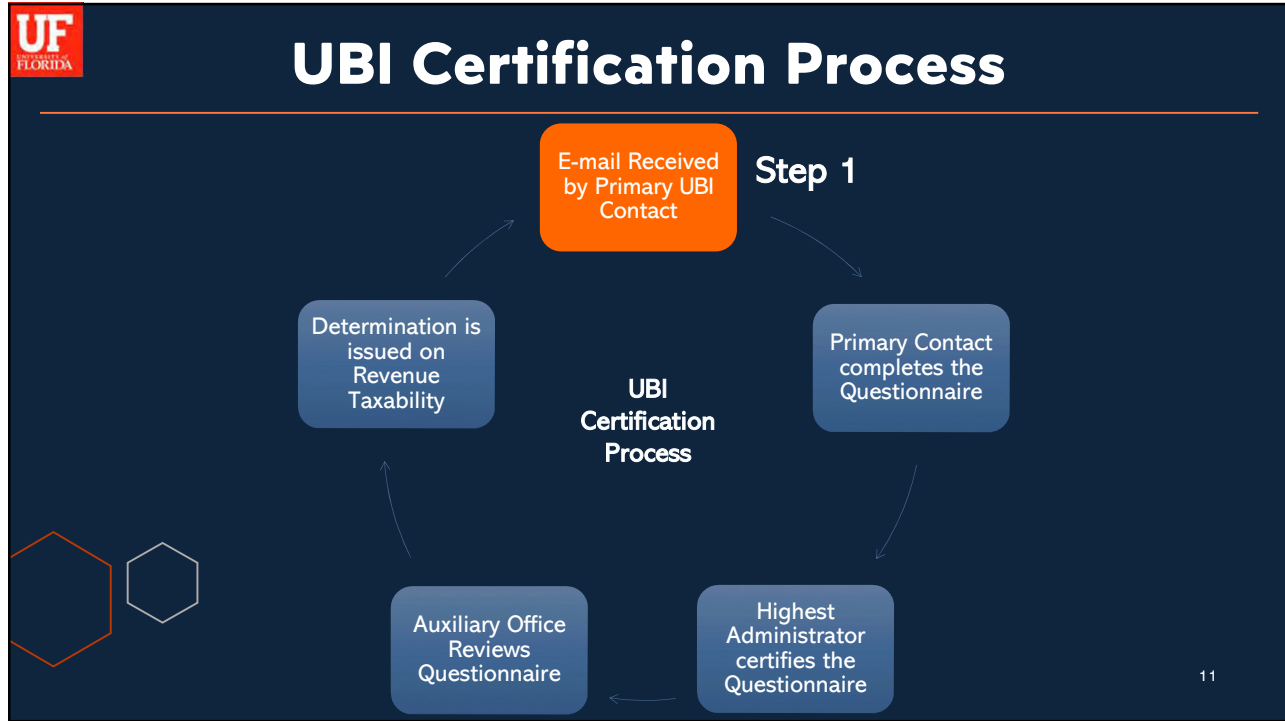 UF
UNIVERSITY of
FLORIDA
UBI Certification Process
E-mail Received
by Primary UBI
Contact
Step 1
Primary Contact
completes the
Questionnaire
Highest
Administrator
certifies the
Questionnaire
Auxiliary Office
Reviews
Questionnaire
Determination is
issued on
Revenue
Taxability
UBI
Certification
Process
11